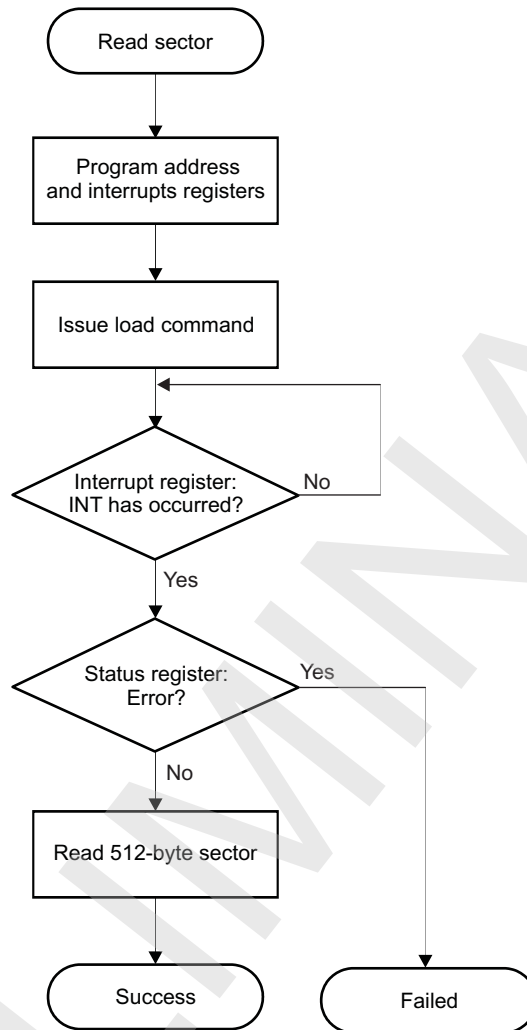 Read sector
Program address
and interrupts registers
Issue load command
Interrupt register:
INT has occurred?
No
Yes
Status register:
Error?
Yes
No
Read 512-byte sector
Success
Failed